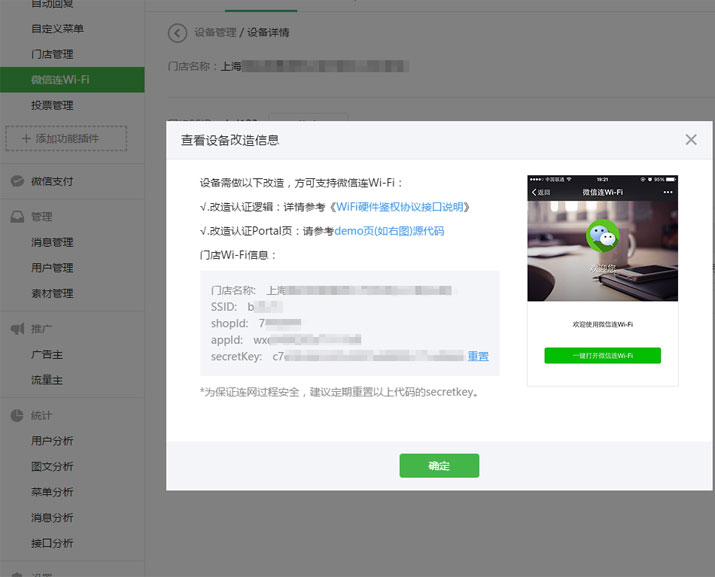 自动回复
自定义菜单
门店管理
微信连Wi-Fi
投票管理
+ 添加功能插件
微信支付
管理
消息管理
用户管理
素材管理
推广
广告主
流量主
统计
用户分析
图文分析
菜单分析
消息分析
接口分析
设备管理 / 设备详情
门店名称：上海
查看设备改造信息
设备需做以下改造，方可支持微信连Wi-Fi：
√.改造认证逻辑：详情参考《WiFi硬件鉴权协议接口说明》
√.改造认证Portal页：请参考demo页(如右图)源代码
门店Wi-Fi信息：
门店名称: 上海
SSID: b
shopId: 7
appId: wx
secretKey: c7 重置
*为保证连网过程安全，建议定期重置以上代码的secretkey。
中国联通 19:21 95%
返回 微信连Wi-Fi
欢迎您
欢迎使用微信连Wi-Fi
一键打开微信连Wi-Fi
确定